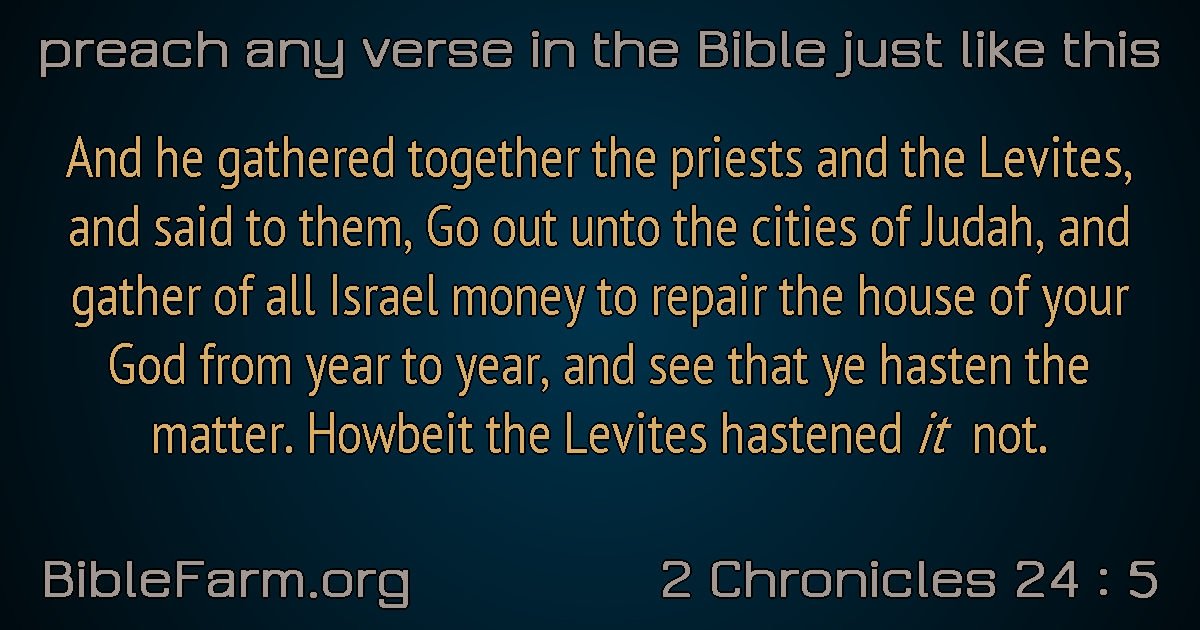 preach any verse in the Bible just like this
And he gathered together the priests and the Levites,
and said to them, Go out unto the cities of Judah, and
gather of all Israel money to repair the house of your
God from year to year, and see that ye hasten the
matter. Howbeit the Levites hastened it not.
BibleFarm.org
2 Chronicles 24 : 5